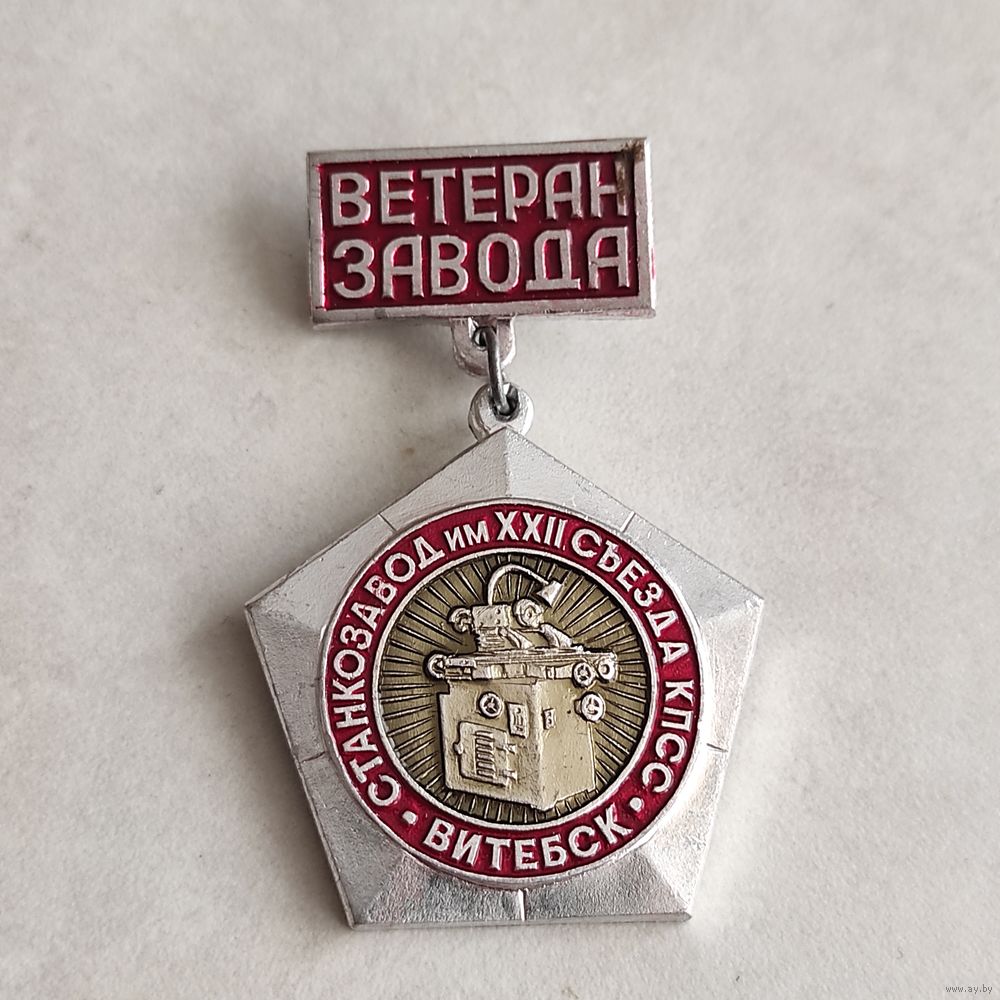 ВЕТЕРАН
ЗАВОДА
СТАНКОЗАВОД ИМ XXII СЪЕЗДА КПСС
• ВИТЕБСК •
www.ay.by